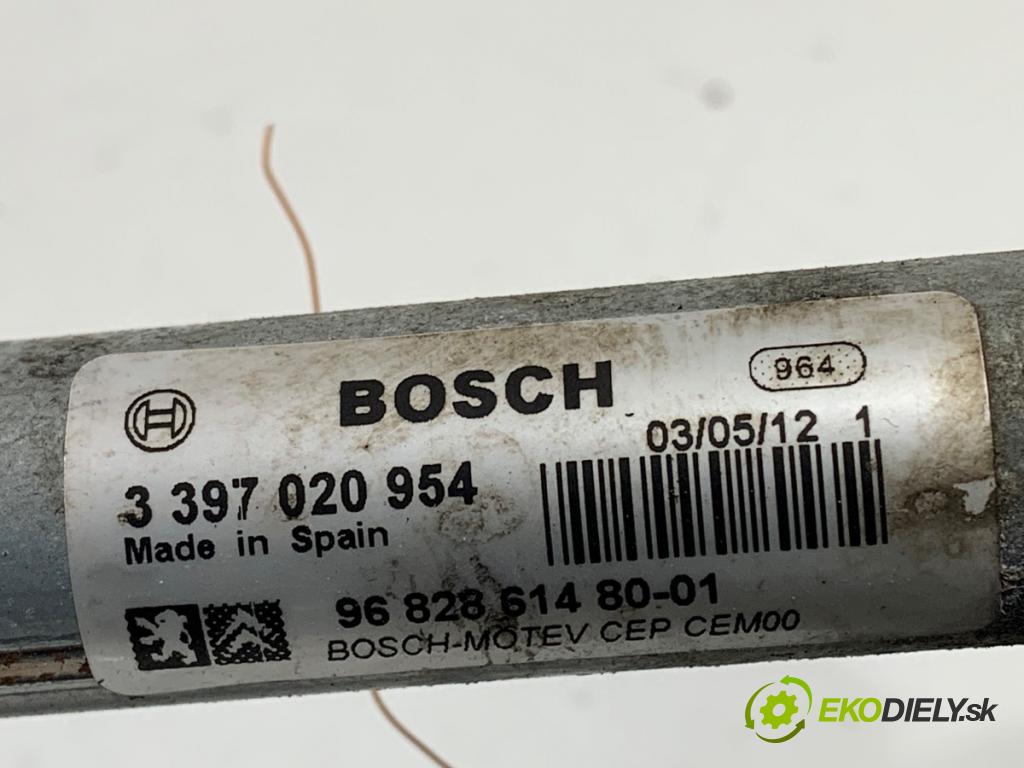 BOSCH
964
03/05/12 1
3 397 020 954
Made in Spain
96 828 614 80-01
BOSCH-MOTEV CEP CEM00
EKODIELY.sk